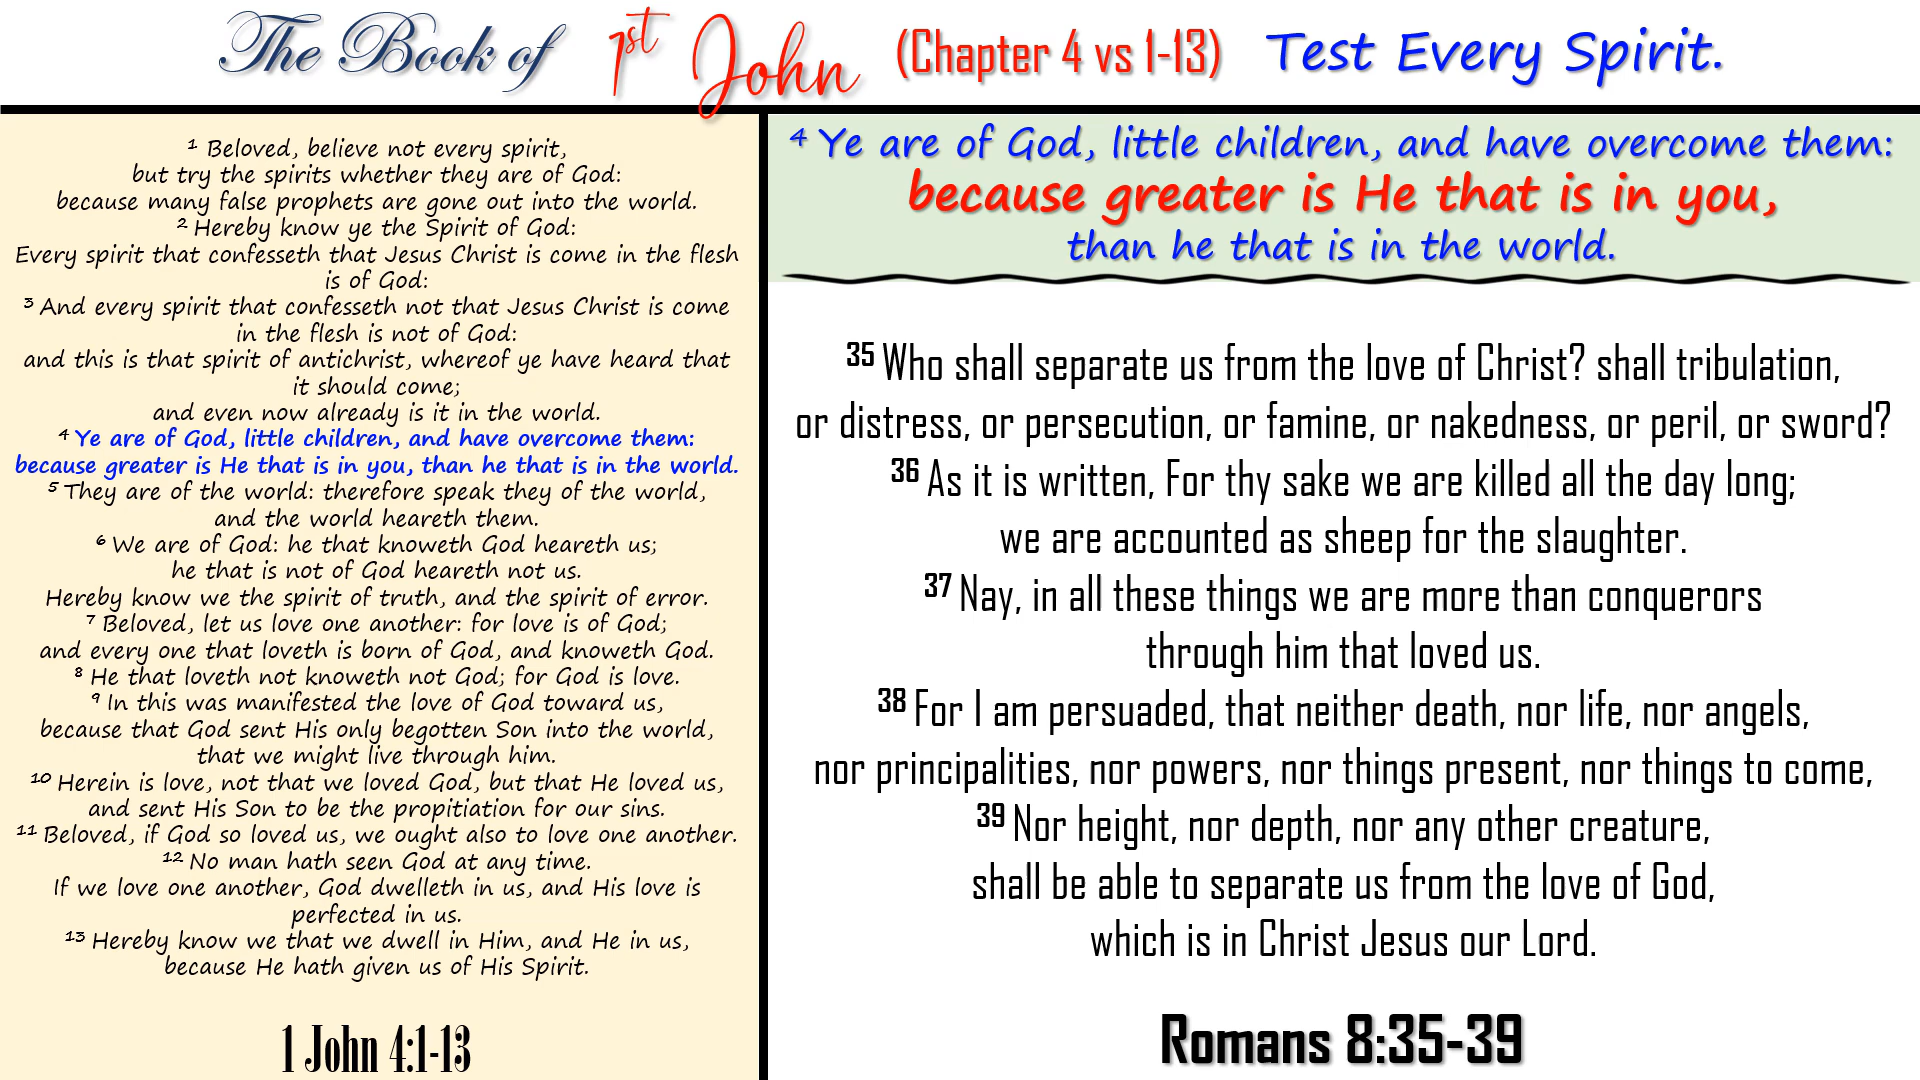 The Book of 1st John (Chapter 4 vs 1-13) Test Every Spirit.
1 Beloved, believe not every spirit,
but try the spirits whether they are of God:
because many false prophets are gone out into the world.
2 Hereby know ye the Spirit of God:
Every spirit that confesseth that Jesus Christ is come in the flesh
is of God:
3 And every spirit that confesseth not that Jesus Christ is come
in the flesh is not of God:
and this is that spirit of antichrist, whereof ye have heard that
it should come;
and even now already is it in the world.
4 Ye are of God, little children, and have overcome them:
because greater is He that is in you, than he that is in the world.
5 They are of the world: therefore speak they of the world,
and the world heareth them.
6 We are of God: he that knoweth God heareth us;
he that is not of God heareth not us.
Hereby know we the spirit of truth, and the spirit of error.
7 Beloved, let us love one another: for love is of God;
and every one that loveth is born of God, and knoweth God.
8 He that loveth not knoweth not God; for God is love.
9 In this was manifested the love of God toward us,
because that God sent His only begotten Son into the world,
that we might live through him.
10 Herein is love, not that we loved God, but that He loved us,
and sent His Son to be the propitiation for our sins.
11 Beloved, if God so loved us, we ought also to love one another.
12 No man hath seen God at any time.
If we love one another, God dwelleth in us, and His love is
perfected in us.
13 Hereby know we that we dwell in Him, and He in us,
because He hath given us of His Spirit.
1 John 4:1-13
4 Ye are of God, little children, and have overcome them:
because greater is He that is in you,
than he that is in the world.
35 Who shall separate us from the love of Christ? shall tribulation,
or distress, or persecution, or famine, or nakedness, or peril, or sword?
36 As it is written, For thy sake we are killed all the day long;
we are accounted as sheep for the slaughter.
37 Nay, in all these things we are more than conquerors
through him that loved us.
38 For I am persuaded, that neither death, nor life, nor angels,
nor principalities, nor powers, nor things present, nor things to come,
39 Nor height, nor depth, nor any other creature,
shall be able to separate us from the love of God,
which is in Christ Jesus our Lord.
Romans 8:35-39